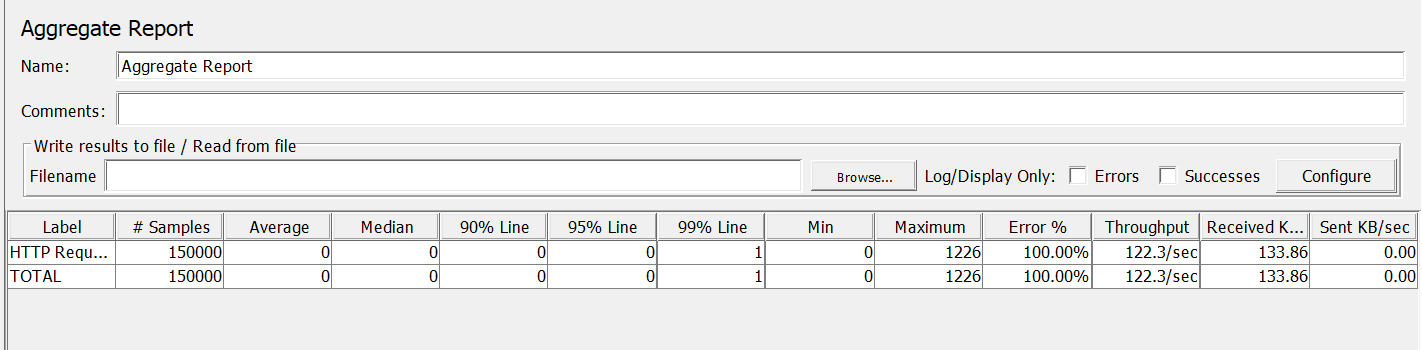 Aggregate Report
Name: Aggregate Report
Comments:
Write results to file / Read from file
Filename Browse... Log/Display Only: Errors Successes Configure
Label # Samples Average Median 90% Line 95% Line 99% Line Min Maximum Error % Throughput Received K... Sent KB/sec
HTTP Requ... 150000 0 0 0 0 1 0 1226 100.00% 122.3/sec 133.86 0.00
TOTAL 150000 0 0 0 0 1 0 1226 100.00% 122.3/sec 133.86 0.00